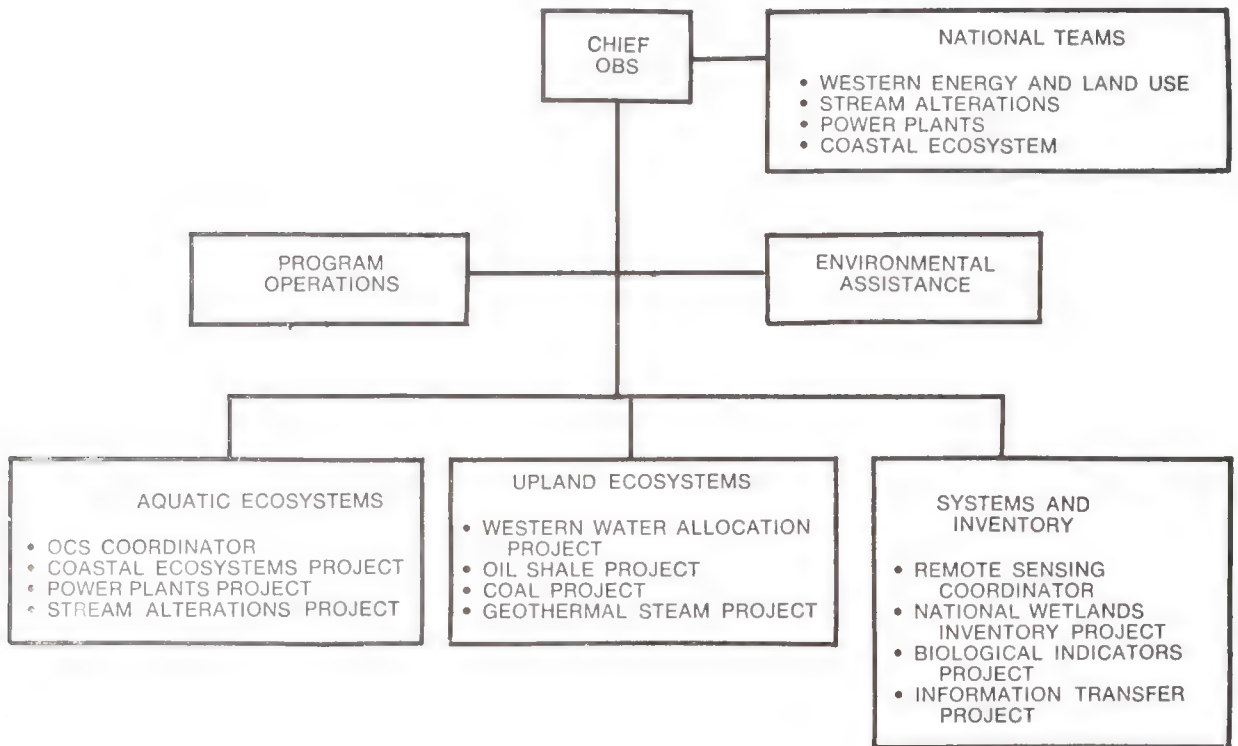 CHIEF
OBS
NATIONAL TEAMS
• WESTERN ENERGY AND LAND USE
• STREAM ALTERATIONS
• POWER PLANTS
• COASTAL ECOSYSTEM
PROGRAM
OPERATIONS
ENVIRONMENTAL
ASSISTANCE
AQUATIC ECOSYSTEMS
• OCS COORDINATOR
• COASTAL ECOSYSTEMS PROJECT
• POWER PLANTS PROJECT
• STREAM ALTERATIONS PROJECT
UPLAND ECOSYSTEMS
• WESTERN WATER ALLOCATION
PROJECT
• OIL SHALE PROJECT
• COAL PROJECT
• GEOTHERMAL STEAM PROJECT
SYSTEMS AND
INVENTORY
• REMOTE SENSING
COORDINATOR
• NATIONAL WETLANDS
INVENTORY PROJECT
• BIOLOGICAL INDICATORS
PROJECT
• INFORMATION TRANSFER
PROJECT